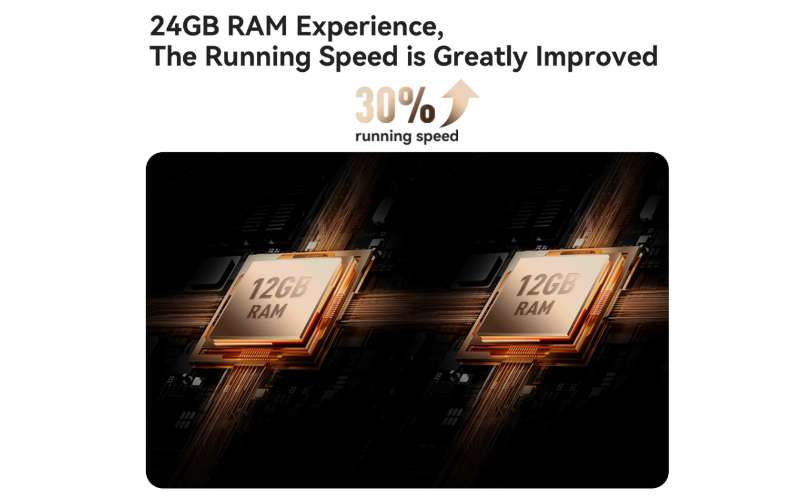 24GB RAM Experience,
The Running Speed is Greatly Improved
30%
running speed
12GB
RAM
12GB
RAM